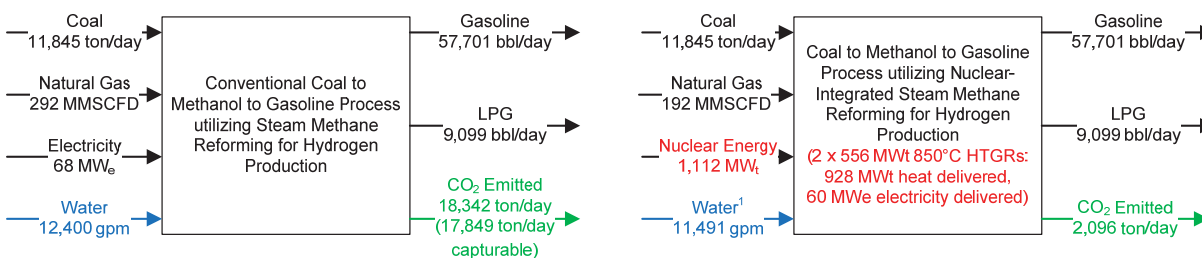 Coal
11,845 ton/day
Natural Gas
292 MMSCFD
Electricity
68 MWe
Water
12,400 gpm
Conventional Coal to
Methanol to Gasoline Process
utilizing Steam Methane
Reforming for Hydrogen
Production
Gasoline
57,701 bbl/day
LPG
9,099 bbl/day
CO2 Emitted
18,342 ton/day
(17,849 ton/day
capturable)
Coal
11,845 ton/day
Natural Gas
192 MMSCFD
Nuclear Energy
1,112 MWt
Water1
11,491 gpm
Coal to Methanol to Gasoline
Process utilizing Nuclear-
Integrated Steam Methane
Reforming for Hydrogen
Production
(2 x 556 MWt 850°C HTGRs:
928 MWt heat delivered,
60 MWe electricity delivered)
Gasoline
57,701 bbl/day
LPG
9,099 bbl/day
CO2 Emitted
2,096 ton/day